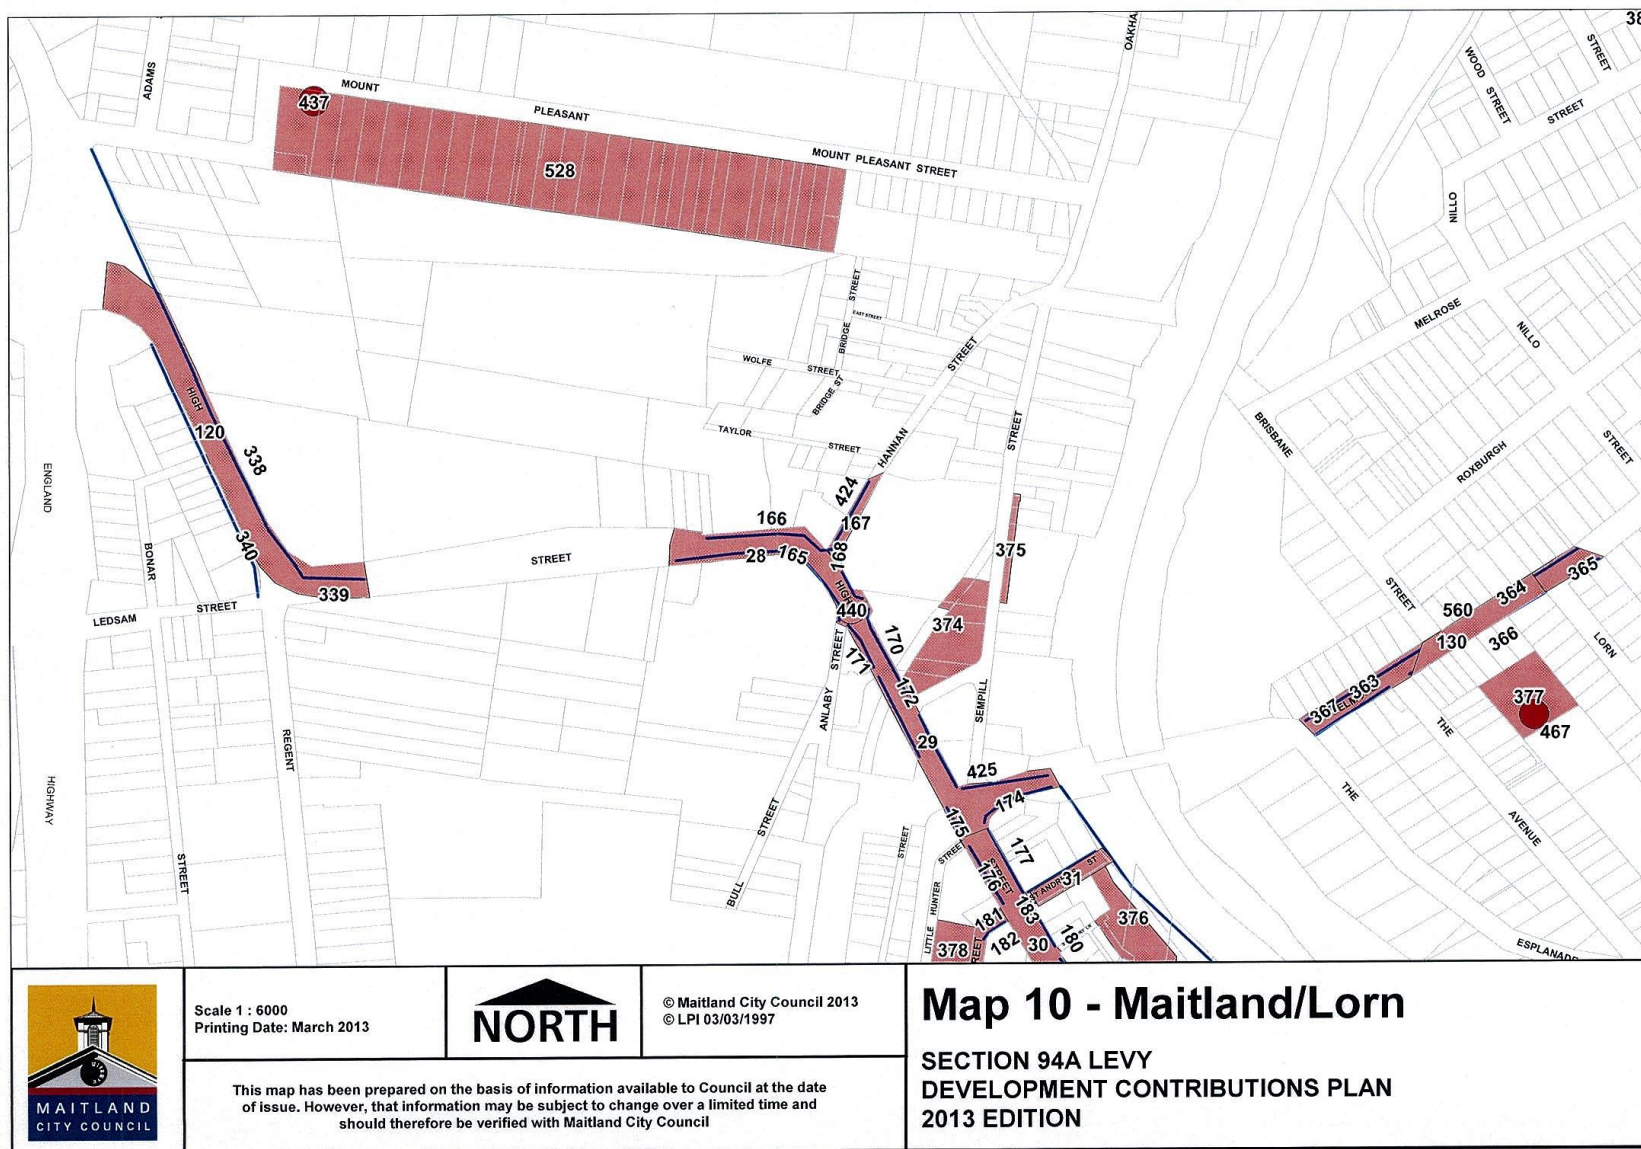 38
ADAMS
MOUNT
437
PLEASANT
MOUNT PLEASANT STREET
528
OAKHA
WOOD STREET
STREET
STREET
NILLO
MELROSE
NILLO
STREET
EAST STREET
BRIDGE
WOLFE
STREET
BRIDGE ST
STREET
TAYLOR
STREET
HANNAN
STREET
BRISBANE
ROXBURGH
STREET
HIGH
120
338
ENGLAND
340
BONAR
339
LEDSAM
STREET
STREET
166
28
165
424
167
168
HIGH
440
375
374
STREET
560
364
365
130
366
363
367
LORN
377
467
170
171
172
STREET
ANLABY
SEMPILL
29
425
174
175
THE
THE
AVENUE
REGENT
HIGHWAY
STREET
STREET
BULL
STREET
STREET
STREET
177
176
31
ST
183
181
182
180
30
376
378
LITTLE HUNTER
ESPLANADE
MAITLAND
CITY COUNCIL
Scale 1 : 6000
Printing Date: March 2013
NORTH
© Maitland City Council 2013
© LPI 03/03/1997
This map has been prepared on the basis of information available to Council at the date
of issue. However, that information may be subject to change over a limited time and
should therefore be verified with Maitland City Council
Map 10 - Maitland/Lorn
SECTION 94A LEVY
DEVELOPMENT CONTRIBUTIONS PLAN
2013 EDITION